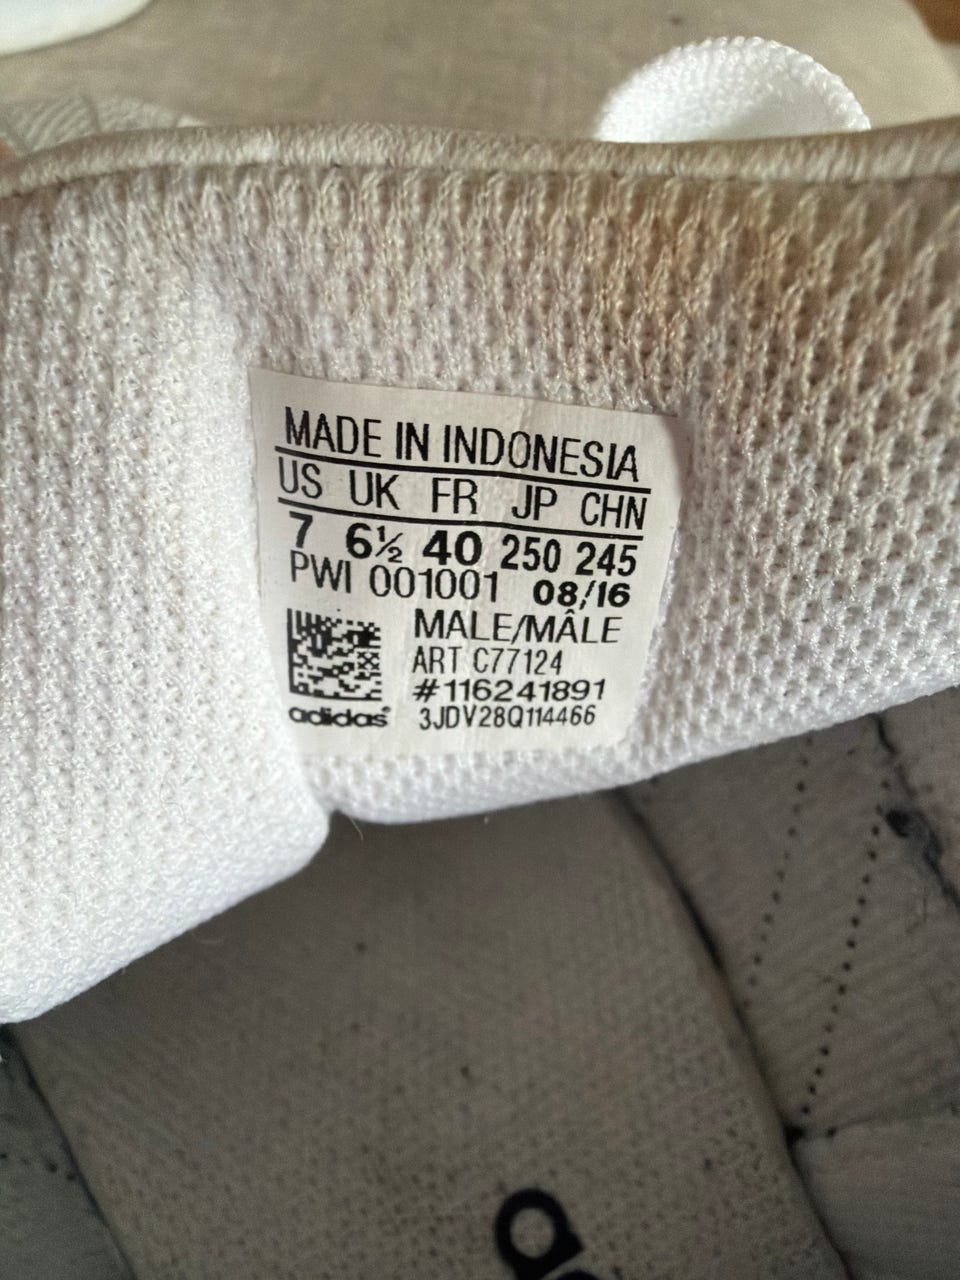 MADE IN INDONESIA
US UK FR JP CHN
7 6½ 40 250 245
PWI 001001 08/16
MALE/MÂLE
ART C77124
#116241891
adidas® 3JDV28Q114466